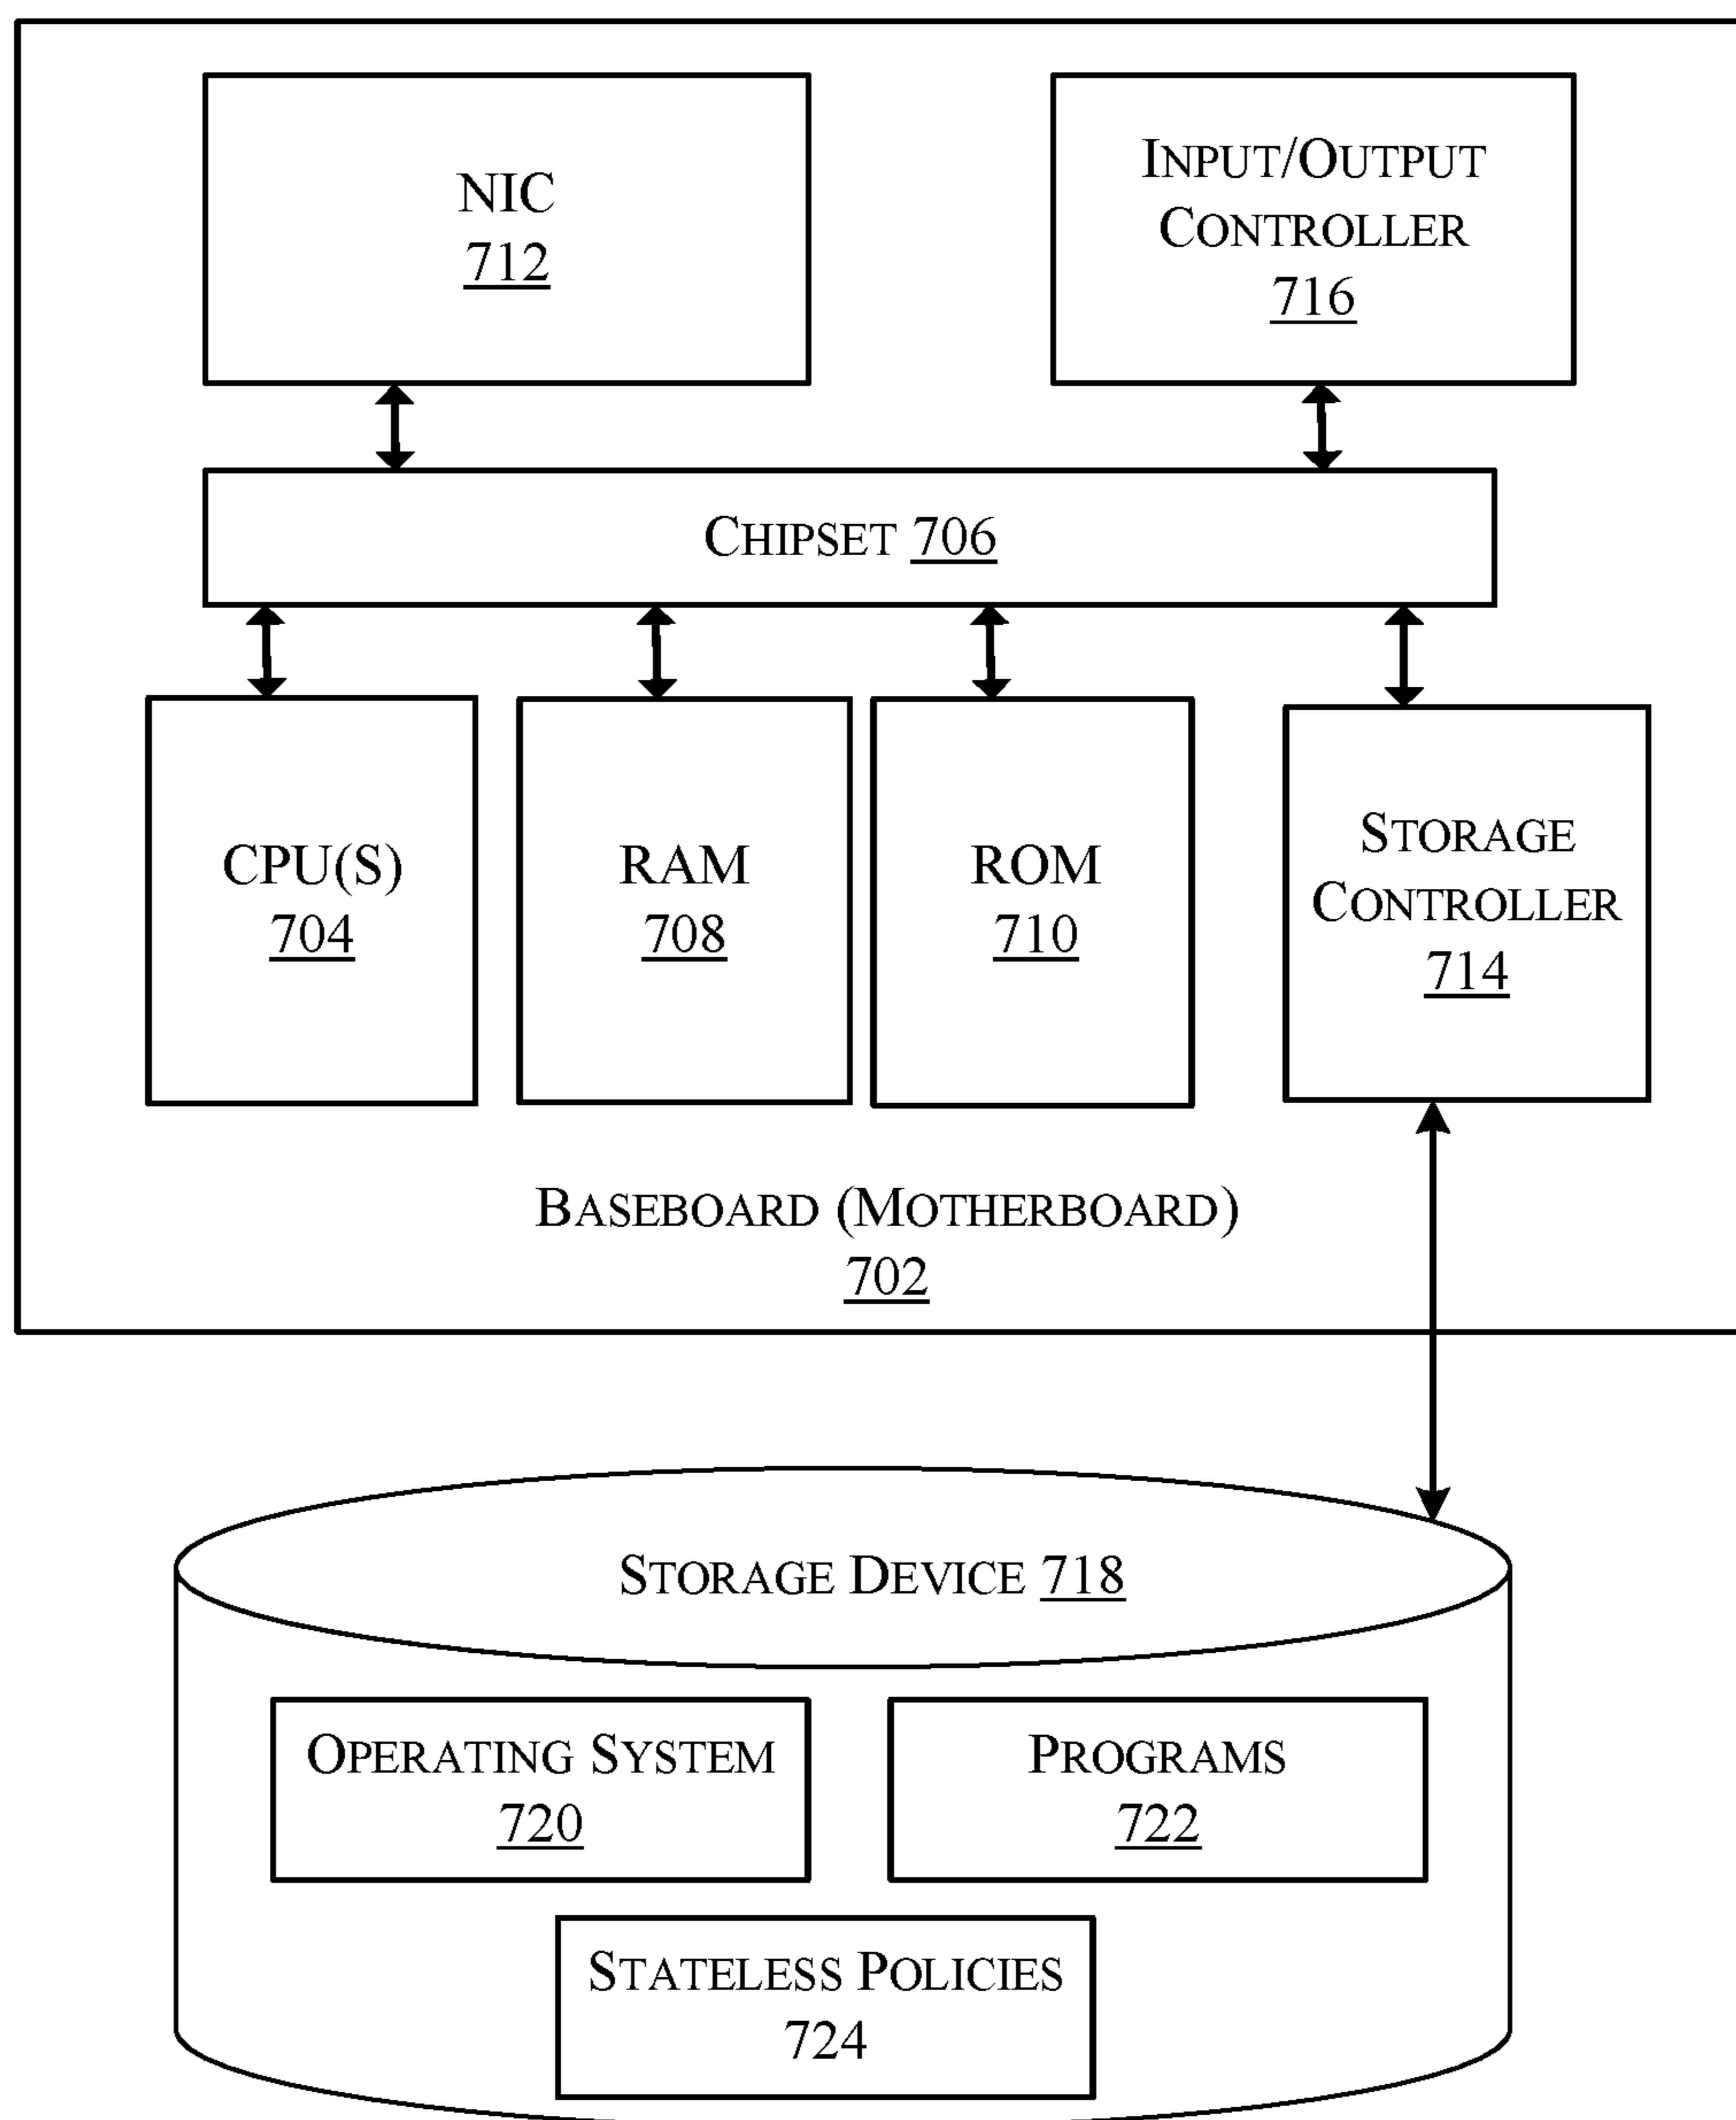 NIC
712
INPUT/OUTPUT
CONTROLLER
716
CHIPSET 706
CPU(S)
704
RAM
708
ROM
710
STORAGE
CONTROLLER
714
BASEBOARD (MOTHERBOARD)
702
STORAGE DEVICE 718
OPERATING SYSTEM
720
PROGRAMS
722
STATELESS POLICIES
724